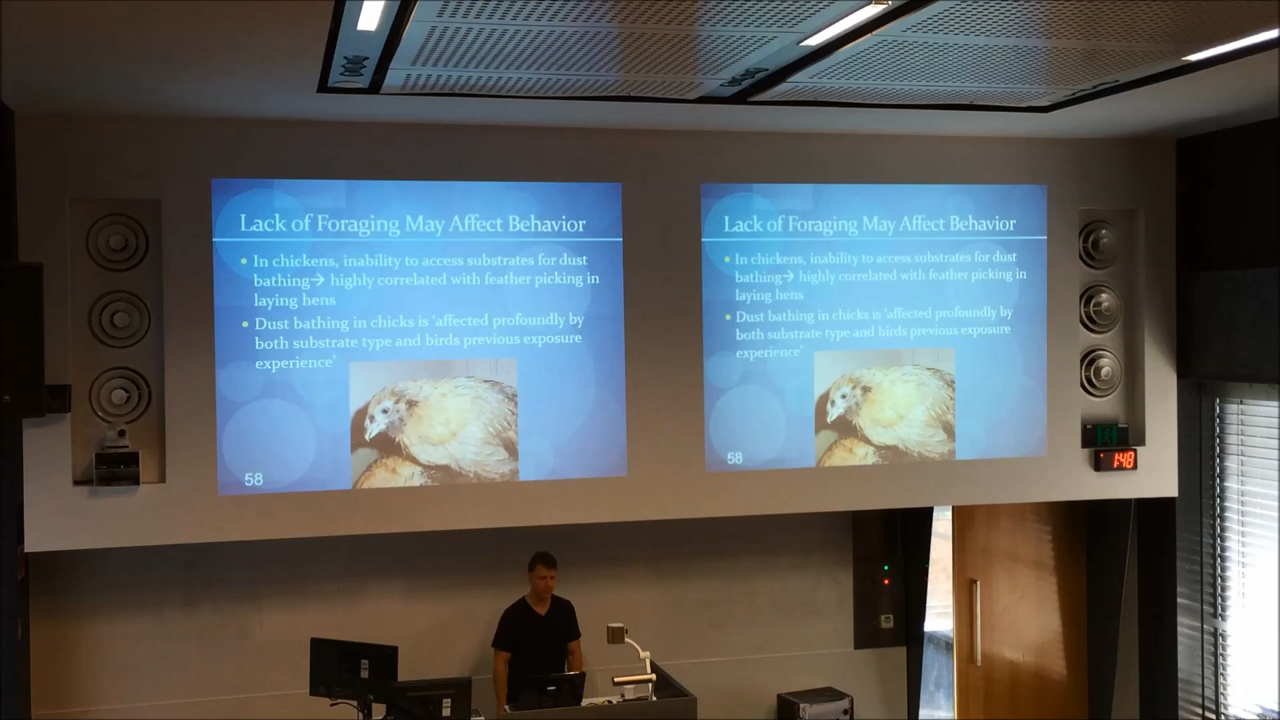 Lack of Foraging May Affect Behavior
• In chickens, inability to access substrates for dust
bathing→ highly correlated with feather picking in
laying hens
• Dust bathing in chicks is 'affected profoundly by
both substrate type and birds previous exposure
experience'
58
Lack of Foraging May Affect Behavior
• In chickens, inability to access substrates for dust
bathing→ highly correlated with feather picking in
laying hens
• Dust bathing in chicks is 'affected profoundly by
both substrate type and birds previous exposure
experience'
58
1:48